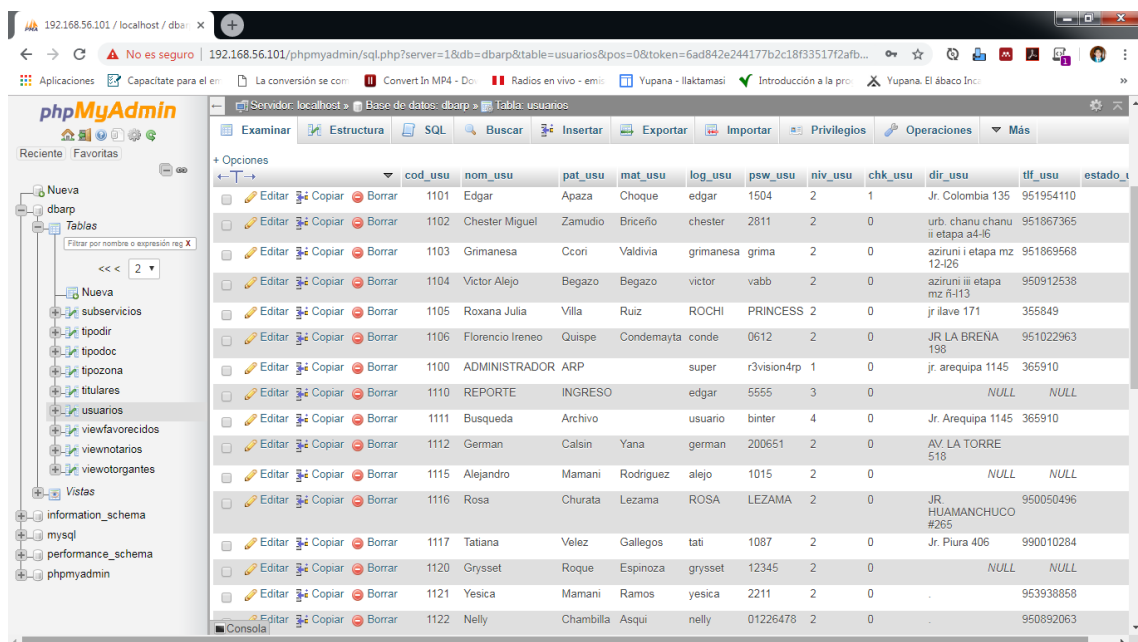 192.168.56.101 / localhost / dbar
No es seguro | 192.168.56.101/phpmyadmin/sql.php?server=1&db=dbarp&table=usuarios&pos=0&token=6ad842e244177b2c18f33517f2afb...
1
Aplicaciones Capacítate para el em La conversión se com Convert In MP4 - Dov Radios en vivo - emis Yupana - llaktamasi Introducción a la pro Yupana. El ábaco Inca »
phpMyAdmin
Reciente Favoritas
Nueva
dbarp
Tablas
Filtrar por nombre o expresión reg X
<< < 2
Nueva
subservicios
tipodir
tipodoc
tipozona
titulares
usuarios
viewfavorecidos
viewnotarios
viewotorgantes
Vistas
information_schema
mysql
performance_schema
phpmyadmin
Servidor: localhost » Base de datos: dbarp » Tabla: usuarios
Examinar Estructura SQL Buscar Insertar Exportar Importar Privilegios Operaciones Más
+ Opciones
←T→ cod_usu nom_usu pat_usu mat_usu log_usu psw_usu niv_usu chk_usu dir_usu tlf_usu estado_u
Editar Copiar Borrar 1101 Edgar Apaza Choque edgar 1504 2 1 Jr. Colombia 135 951954110
Editar Copiar Borrar 1102 Chester Miguel Zamudio Briceño chester 2811 2 0 urb. chanu chanu 951867365
ii etapa a4-l6
Editar Copiar Borrar 1103 Grimanesa Ccori Valdivia grimanesa grima 2 0 aziruni i etapa mz 951869568
12-l26
Editar Copiar Borrar 1104 Victor Alejo Begazo Begazo victor vabb 2 0 aziruni iii etapa 950912538
mz ñ-l13
Editar Copiar Borrar 1105 Roxana Julia Villa Ruiz ROCHI PRINCESS 2 0 jr ilave 171 355849
Editar Copiar Borrar 1106 Florencio Ireneo Quispe Condemayta conde 0612 2 0 JR LA BREÑA 951022963
198
Editar Copiar Borrar 1100 ADMINISTRADOR ARP super r3vision4rp 1 0 jr. arequipa 1145 365910
Editar Copiar Borrar 1110 REPORTE INGRESO edgar 5555 3 0 NULL NULL
Editar Copiar Borrar 1111 Busqueda Archivo usuario binter 4 0 Jr. Arequipa 1145 365910
Editar Copiar Borrar 1112 German Calsin Yana german 200651 2 0 AV. LA TORRE
518
Editar Copiar Borrar 1115 Alejandro Mamani Rodriguez alejo 1015 2 0 NULL NULL
Editar Copiar Borrar 1116 Rosa Churata Lezama ROSA LEZAMA 2 0 JR. 950050496
HUAMANCHUCO
#265
Editar Copiar Borrar 1117 Tatiana Velez Gallegos tati 1087 2 0 Jr. Piura 406 990010284
Editar Copiar Borrar 1120 Grysset Roque Espinoza grysset 12345 2 0 NULL NULL
Editar Copiar Borrar 1121 Yesica Mamani Ramos yesica 2211 2 0 . 953938858
Editar Copiar Borrar 1122 Nelly Chambilla Asqui nelly 01226478 2 0 . 950892063
Consola